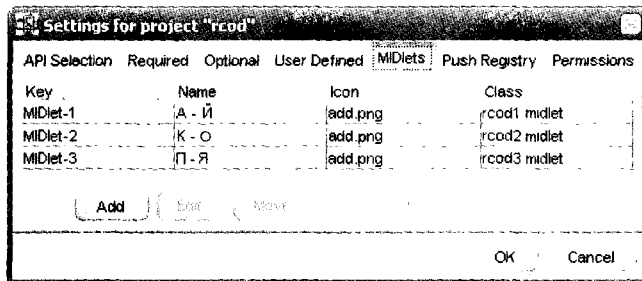 Settings for project "rcod"
API Selection Required Optional User Defined MIDlets Push Registry Permissions
Key Name Icon Class
MIDlet-1 А - Й add.png rcod1 midlet
MIDlet-2 К - О add.png rcod2 midlet
MIDlet-3 П - Я add.png rcod3 midlet
Add Edit Move
OK Cancel